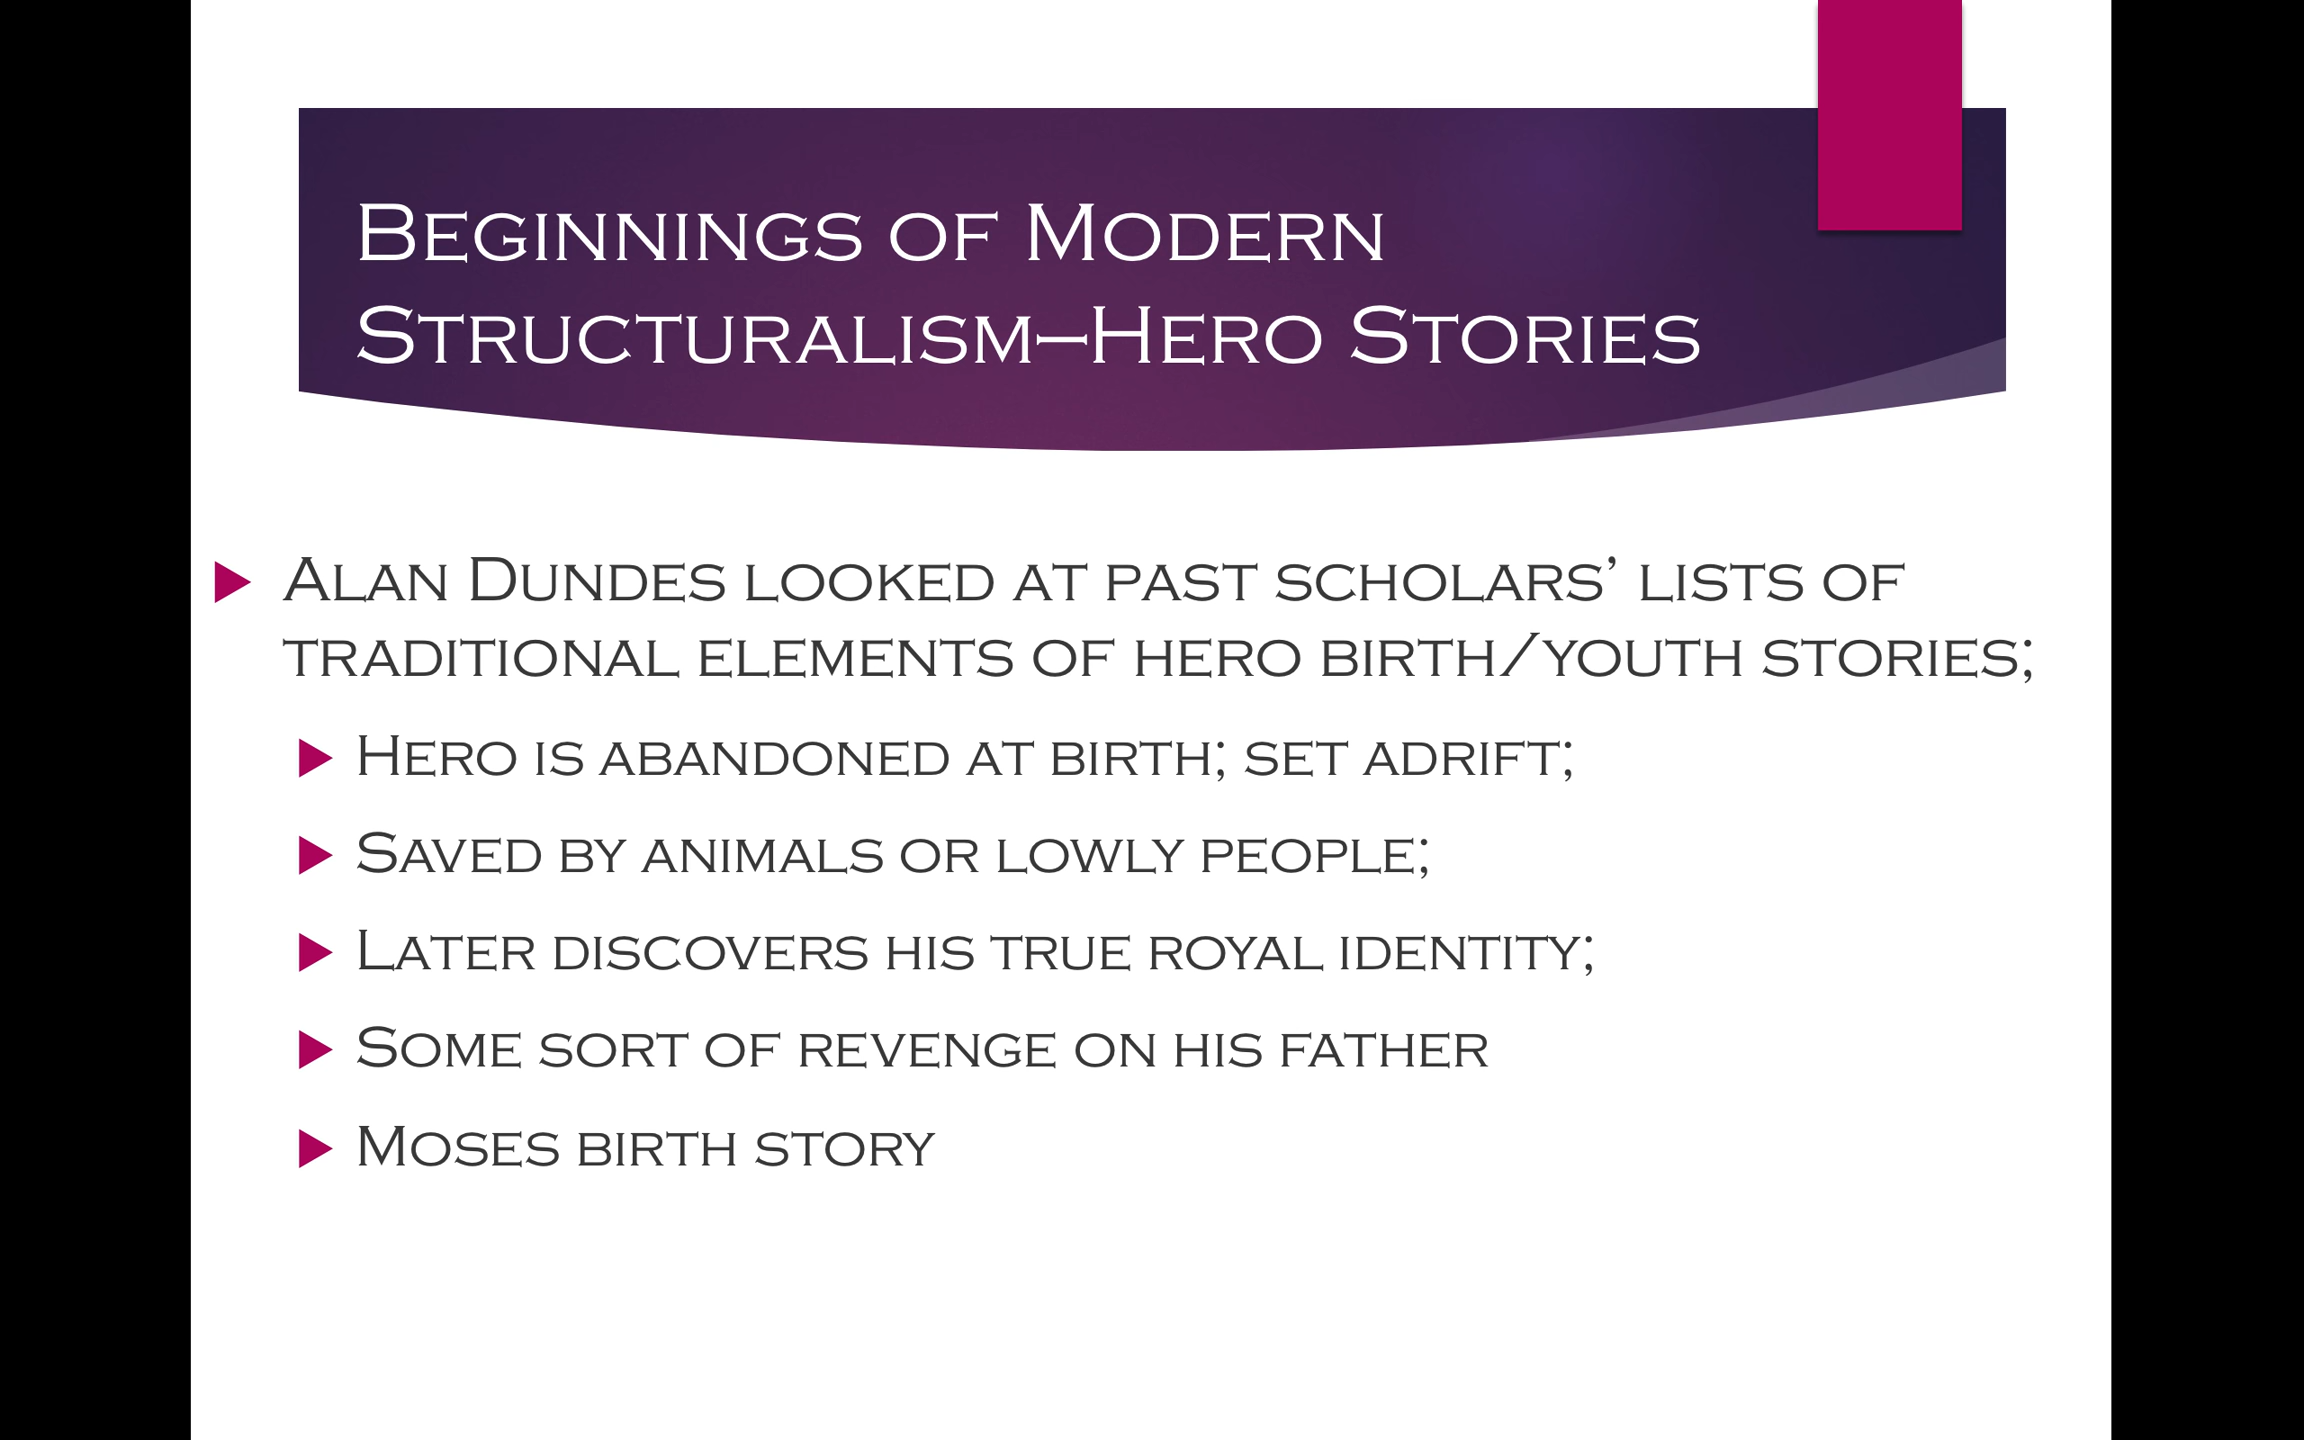 Beginnings of Modern
Structuralism–Hero Stories
Alan Dundes looked at past scholars’ lists of
traditional elements of hero birth/youth stories;
Hero is abandoned at birth; set adrift;
Saved by animals or lowly people;
Later discovers his true royal identity;
Some sort of revenge on his father
Moses birth story